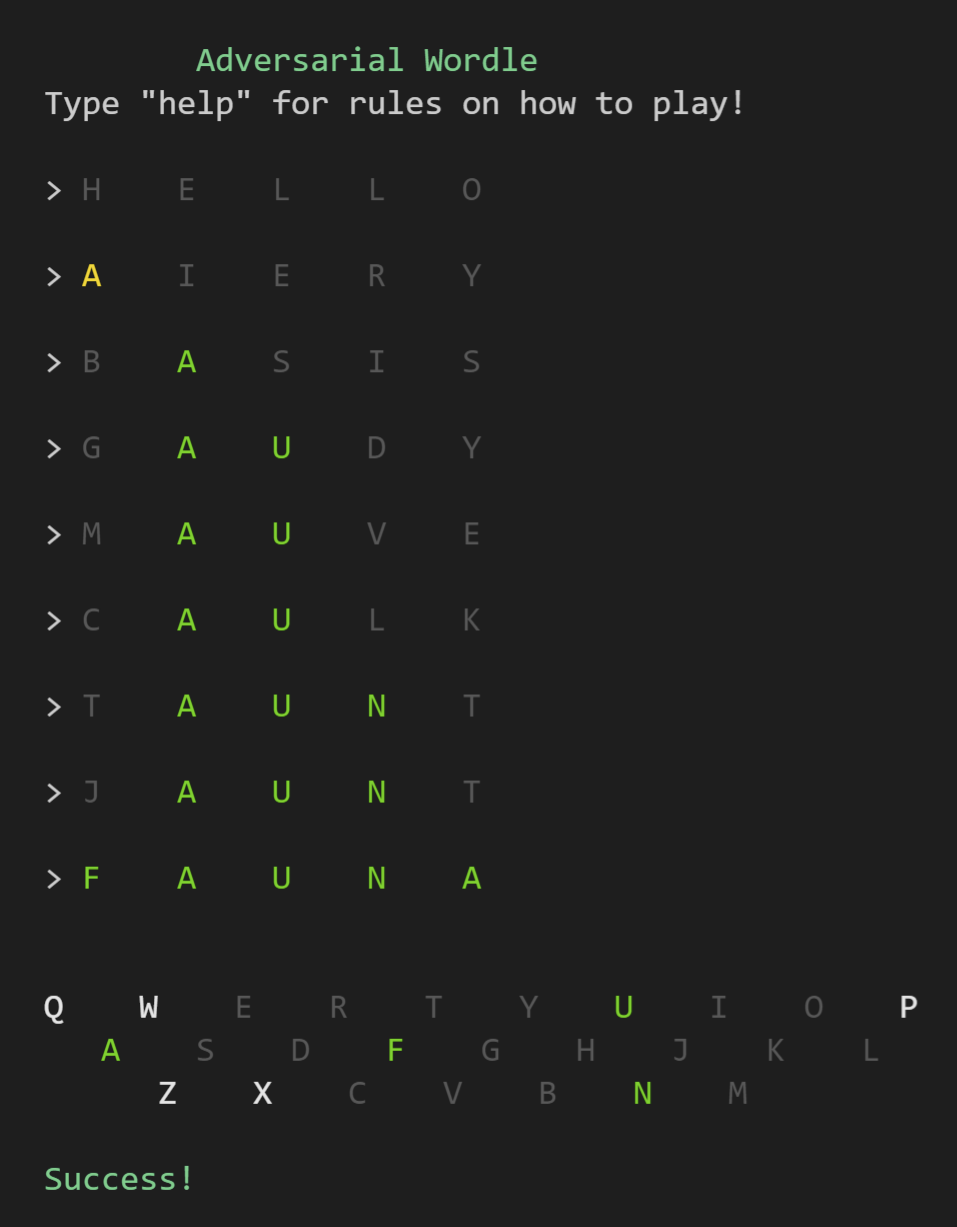 Adversarial Wordle
Type "help" for rules on how to play!
> H E L L O
> A I E R Y
> B A S I S
> G A U D Y
> M A U V E
> C A U L K
> T A U N T
> J A U N T
> F A U N A
Q W E R T Y U I O P
A S D F G H J K L
Z X C V B N M
Success!